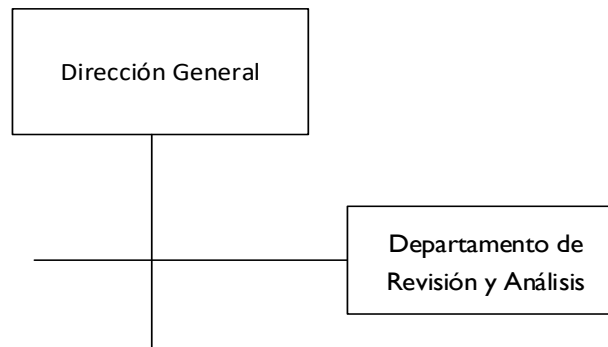 Dirección General
Departamento de
Revisión y Análisis